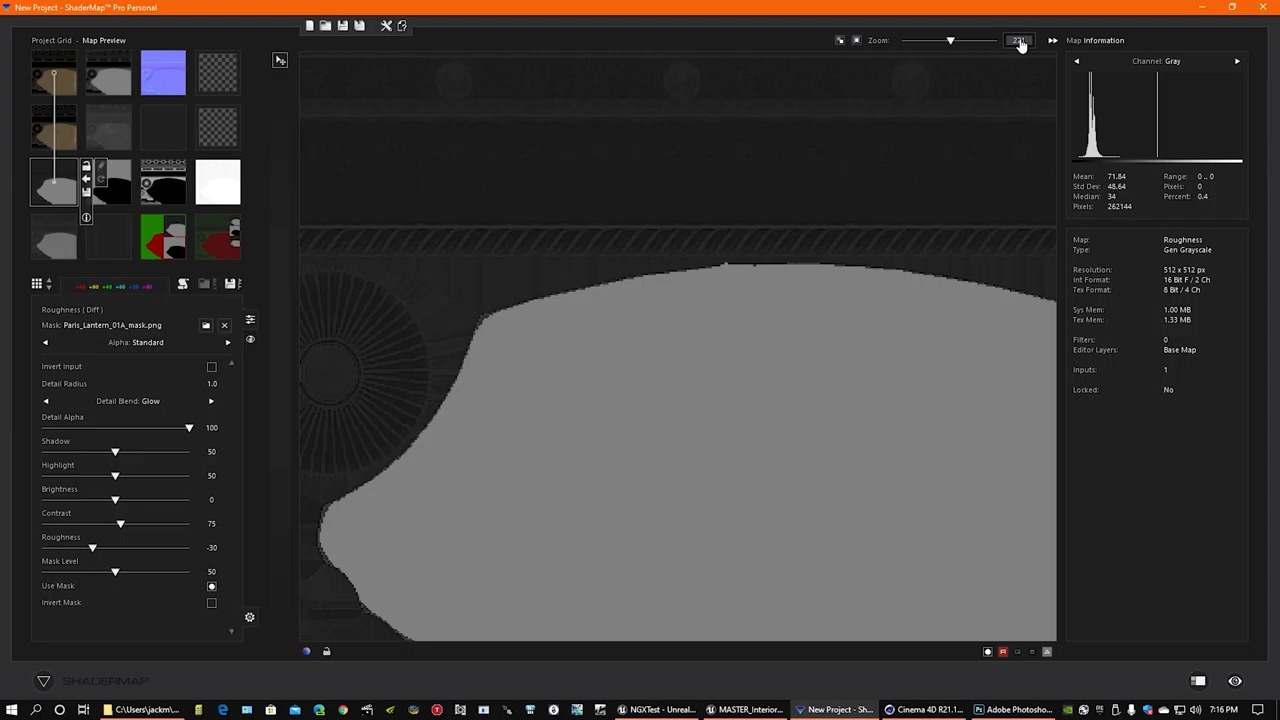 New Project - ShaderMap™ Pro Personal
Project Grid - Map Preview
Zoom:
Map Information
Channel: Gray
Mean: 71.84 Range: 0 .. 0
Std Dev: 48.64 Pixels: 0
Median: 34 Percent: 0.4
Pixels: 262144
Map: Roughness
Type: Gen Grayscale
Resolution: 512 x 512 px
Int Format: 16 Bit F / 2 Ch
Tex Format: 8 Bit / 4 Ch
Sys Mem: 1.00 MB
Tex Mem: 1.33 MB
Filters: 0
Editor Layers: Base Map
Inputs: 1
Locked: No
Roughness ( Diff )
Mask: Paris_Lantern_01A_mask.png
Alpha: Standard
Invert Input
Detail Radius 1.0
Detail Blend: Glow
Detail Alpha 100
Shadow 50
Highlight 50
Brightness 0
Contrast 75
Roughness -30
Mask Level 50
Use Mask
Invert Mask
SHADERMAP
C:\Users\jackm... NGXTest - Unreal... MASTER_Interior... New Project - Sh... Cinema 4D R21.1... Adobe Photosho... 7:16 PM